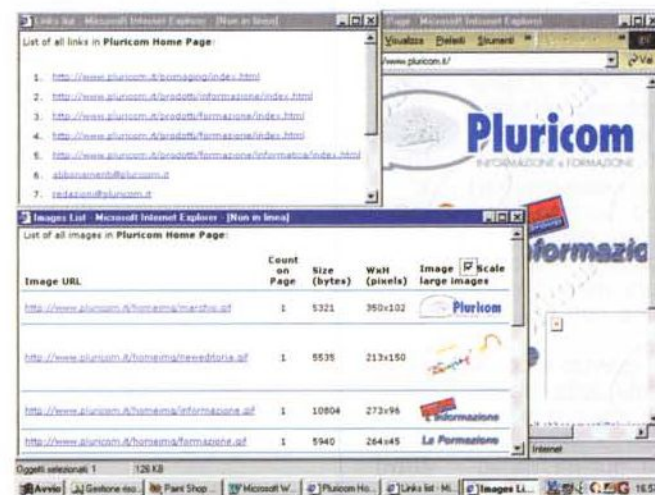 Links list - Microsoft Internet Explorer - [Non in linea]
List of all links in Pluricom Home Page:
1. http://www.pluricom.it/pcimaging/index.html
2. http://www.pluricom.it/prodotti/informazione/index.html
3. http://www.pluricom.it/prodotti/formazione/index.html
4. http://www.pluricom.it/prodotti/formazione/index.html
5. http://www.pluricom.it/prodotti/formazione/informatica/index.html
6. abbonamenti@pluricom.it
7. redazioni@pluricom.it
Page - Microsoft Internet Explorer
Visualizza Preferiti Strumenti
/www.pluricom.it/
Vai
Pluricom
INFORMAZIONE e FORMAZIONE
Images List - Microsoft Internet Explorer - [Non in linea]
List of all images in Pluricom Home Page:
Image URL Count on Page Size (bytes) WxH (pixels) Image Scale large images
http://www.pluricom.it/homeimg/marchio.gif 1 5321 350x102 Pluricom
http://www.pluricom.it/homeimg/neweditoria.gif 1 5535 213x150
http://www.pluricom.it/homeimg/informazione.gif 1 10804 273x96 L'Informazione
http://www.pluricom.it/homeimg/formazione.gif 1 5940 264x45 La Formazione
formazio
Internet
Oggetti selezionati: 1 126 KB
Avvio Gestione riso... Paint Shop ... Microsoft W... Pluricom Ho... Links list - Mi... Images Li... 16.57